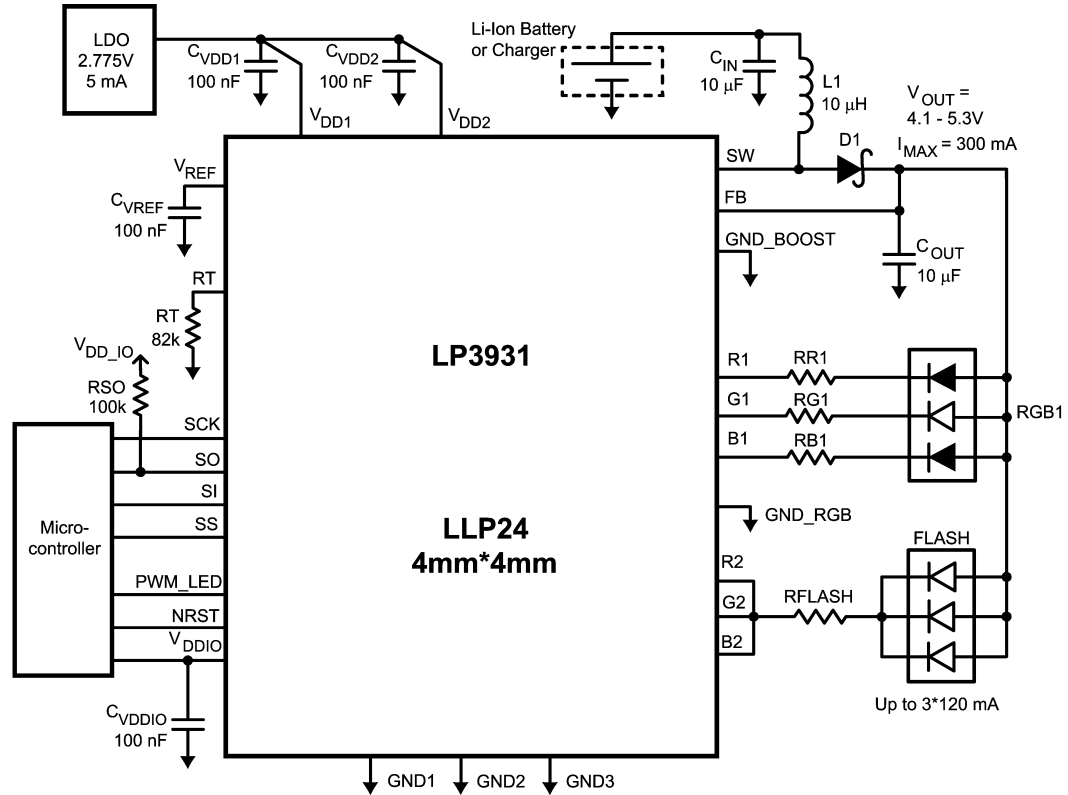 LDO
2.775V
5 mA
CVDD1
100 nF
CVDD2
100 nF
VDD1
VDD2
Li-Ion Battery
or Charger
CIN
10 μF
L1
10 μH
VOUT =
4.1 - 5.3V
IMAX = 300 mA
D1
SW
FB
GND_BOOST
COUT
10 μF
VREF
CVREF
100 nF
RT
RT
82k
VDD_IO
RSO
100k
LP3931
LLP24
4mm*4mm
Micro-
controller
SCK
SO
SI
SS
PWM_LED
NRST
VDDIO
CVDDIO
100 nF
R1
RR1
G1
RG1
B1
RB1
RGB1
GND_RGB
FLASH
R2
G2
B2
RFLASH
Up to 3*120 mA
GND1
GND2
GND3